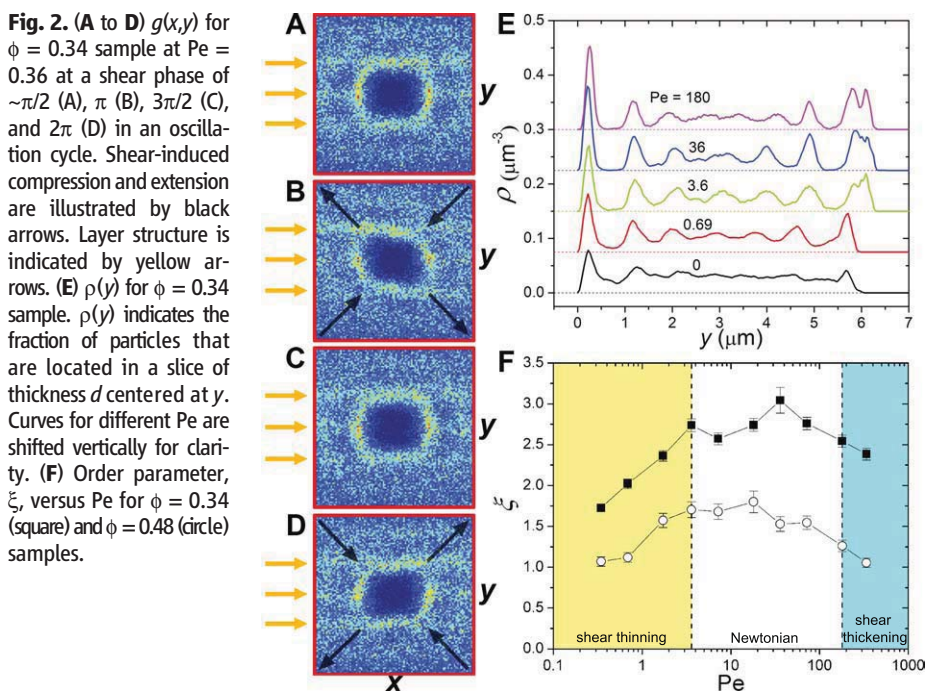 Fig. 2. (A to D) g(x,y) for
ϕ = 0.34 sample at Pe =
0.36 at a shear phase of
~π/2 (A), π (B), 3π/2 (C),
and 2π (D) in an oscilla-
tion cycle. Shear-induced
compression and extension
are illustrated by black
arrows. Layer structure is
indicated by yellow ar-
rows. (E) ρ(y) for ϕ = 0.34
sample. ρ(y) indicates the
fraction of particles that
are located in a slice of
thickness d centered at y.
Curves for different Pe are
shifted vertically for clari-
ty. (F) Order parameter,
ξ, versus Pe for ϕ = 0.34
(square) and ϕ = 0.48 (circle)
samples.
A
y
B
y
C
y
D
y
x
E
ρ (μm⁻³)
0.5
0.4
0.3
0.2
0.1
0.0
Pe = 180
36
3.6
0.69
0
0 1 2 3 4 5 6 7
y (μm)
F
ξ
3.5
3.0
2.5
2.0
1.5
1.0
0.5
0
shear thinning
Newtonian
shear
thickening
0.1 1 10 100 1000
Pe